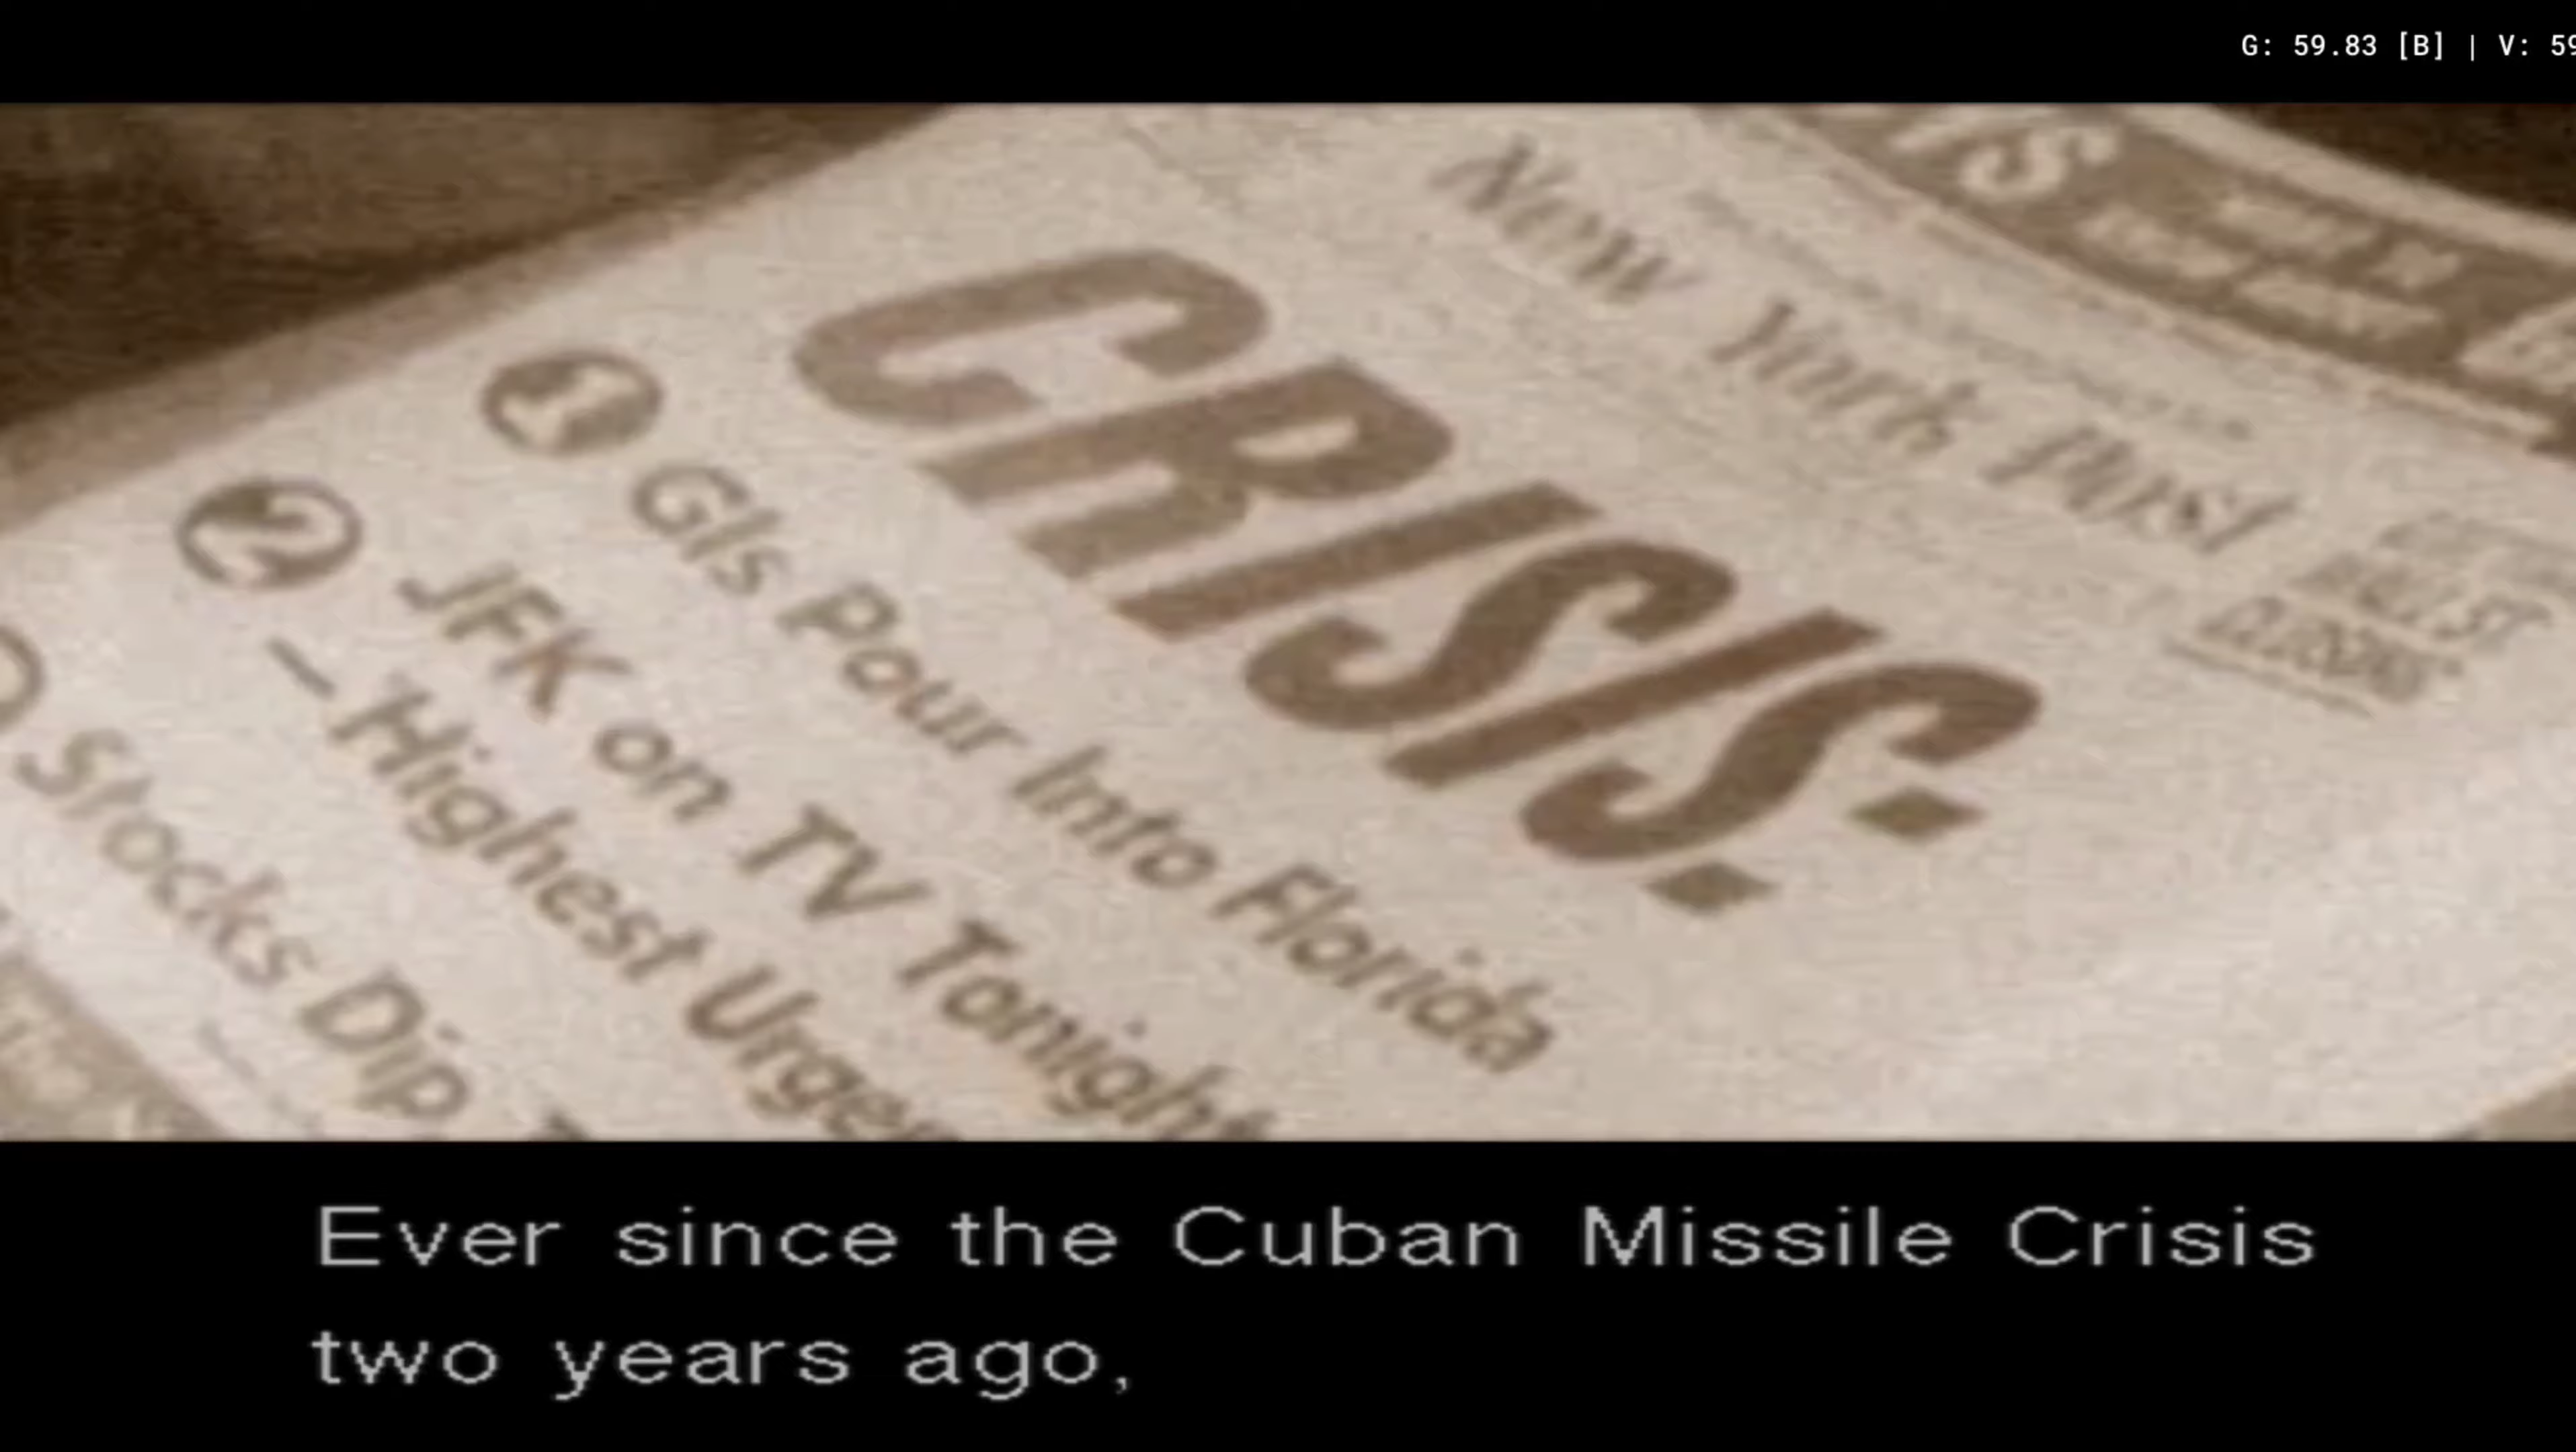 G: 59.83 [B] | V: 59
New York Post
CRISIS:
1 GIs Pour Into Florida
2 JFK on TV Tonight
—Highest Urgen
Stocks Dip
Ever since the Cuban Missile Crisis
two years ago,